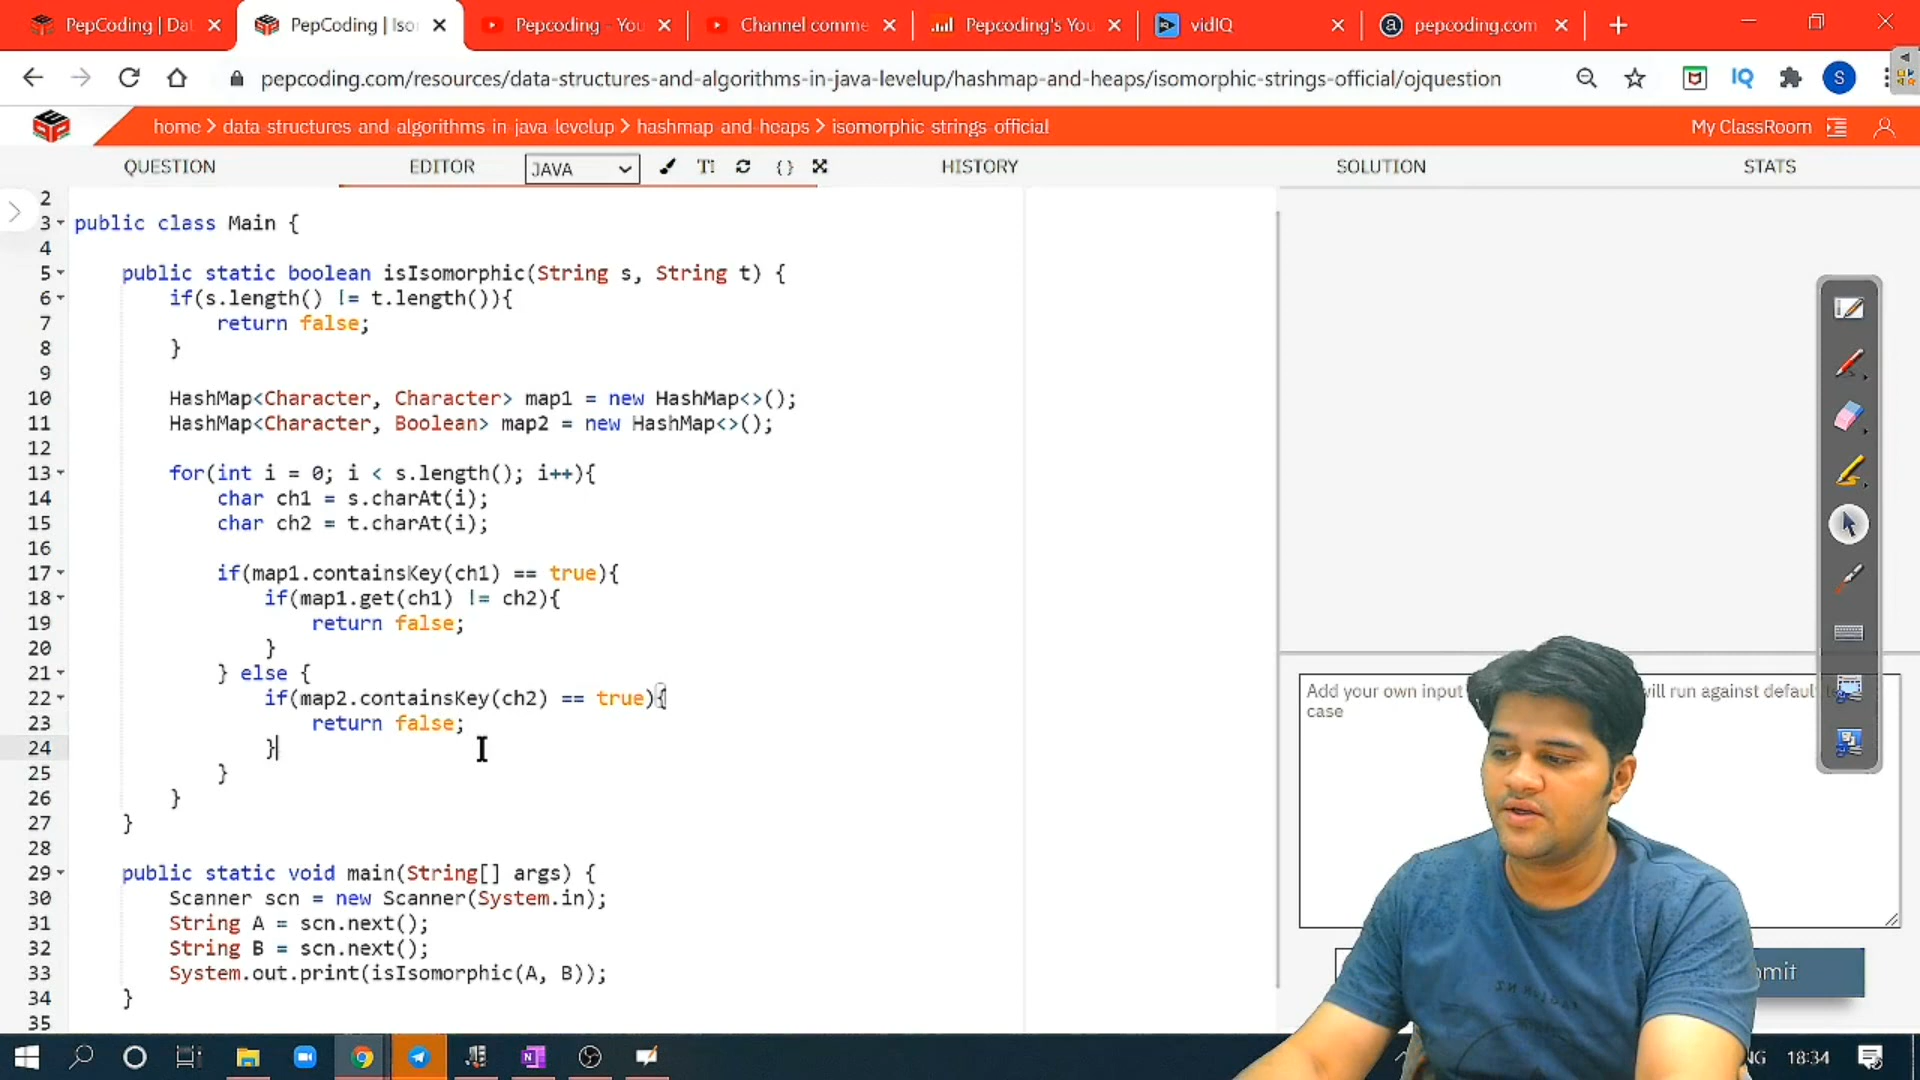 PepCoding | Dat
PepCoding | Iso
Pepcoding - You
Channel comme
Pepcoding's You
vidIQ
pepcoding.com
pepcoding.com/resources/data-structures-and-algorithms-in-java-levelup/hashmap-and-heaps/isomorphic-strings-official/ojquestion
IQ
S
home > data structures and algorithms in java levelup > hashmap and heaps > isomorphic strings official
My ClassRoom
QUESTION
EDITOR
JAVA
HISTORY
SOLUTION
STATS
2
3 public class Main {
4
5 public static boolean isIsomorphic(String s, String t) {
6 if(s.length() != t.length()){
7 return false;
8 }
9
10 HashMap<Character, Character> map1 = new HashMap<>();
11 HashMap<Character, Boolean> map2 = new HashMap<>();
12
13 for(int i = 0; i < s.length(); i++){
14 char ch1 = s.charAt(i);
15 char ch2 = t.charAt(i);
16
17 if(map1.containsKey(ch1) == true){
18 if(map1.get(ch1) != ch2){
19 return false;
20 }
21 } else {
22 if(map2.containsKey(ch2) == true){
23 return false;
24 }
25 }
26 }
27 }
28
29 public static void main(String[] args) {
30 Scanner scn = new Scanner(System.in);
31 String A = scn.next();
32 String B = scn.next();
33 System.out.print(isIsomorphic(A, B));
34 }
35
Add your own input
will run against default
case
mit
NG 18:34